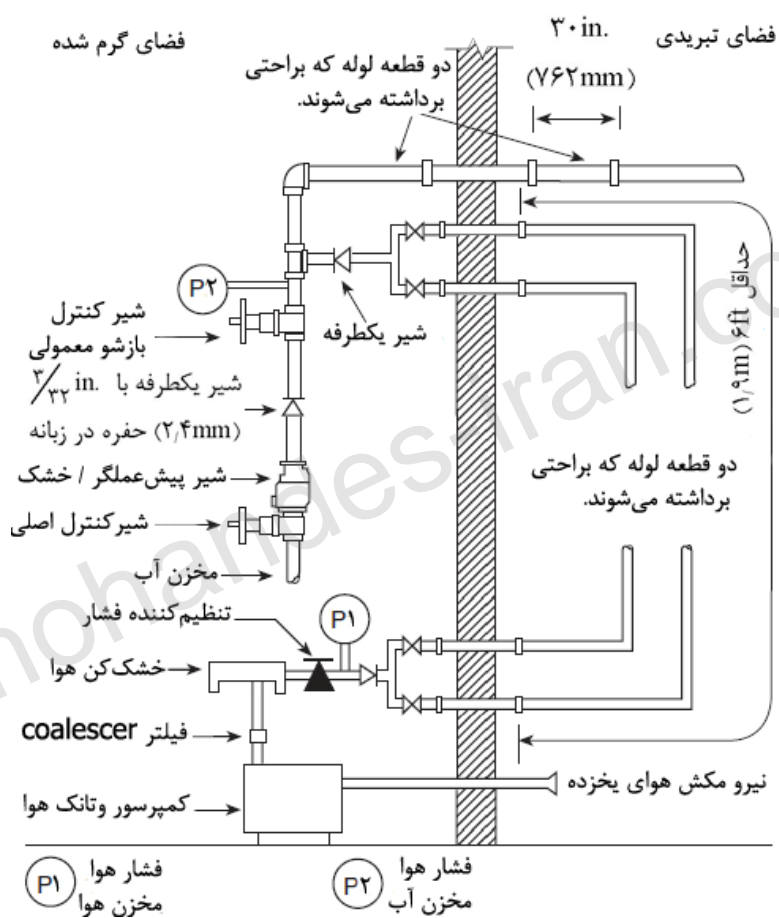 فضای گرم شده
۳۰in.
(۷۶۲mm)
فضای تبریدی
دو قطعه لوله که براحتی
برداشته می‌شوند.
P۲
شیر یکطرفه
شیر کنترل
بازشو معمولی
شیر یکطرفه با ۳/۳۲ in.
(۲٫۴mm) حفره در زبانه
شیر پیش‌عملگر / خشک
شیرکنترل اصلی
مخزن آب
حداقل ۶ft (۱٫۹m)
دو قطعه لوله که براحتی
برداشته می‌شوند.
تنظیم‌کننده فشار
P۱
خشک‌کن هوا
فیلتر coalescer
کمپرسور وتانک هوا
نیرو مکش هوای یخزده
P۱
فشار هوا
مخزن هوا
P۲
فشار هوا
مخزن آب
mohandes-iran.co